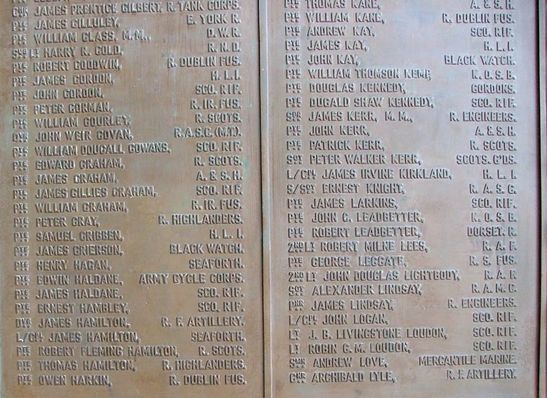 GNR JAMES PRENTICE GILBERT, R. TANK CORPS.
PTE JAMES GILLULEY, E. YORK R.
PTE WILLIAM GLASS, M.M., D.W.R.
SUB LT HARRY R. GOLD, R.N.D.
PTE ROBERT GOODWIN, R. DUBLIN FUS.
PTE JAMES GORDON, H. L. I.
PTE JOHN GORDON, SCO. RIF.
PTE PETER GORMAN, R. IR. FUS.
PTE WILLIAM GOURLEY, R. SCOTS.
DVR JOHN WEIR GOVAN, R.A.S.C.(M.T.).
PTE WILLIAM DOUGALL GOWANS, SCO. RIF.
PTE EDWARD GRAHAM, R. SCOTS.
PTE JAMES GRAHAM, A. & S. H.
PTE JAMES GILLIES GRAHAM, SCO. RIF.
PTE WILLIAM GRAHAM, R. IR. FUS.
PTE PETER GRAY, R. HIGHLANDERS.
PTE SAMUEL GRIBBEN, H. L. I.
PTE JAMES GRIERSON, BLACK WATCH.
PTE HENRY HAGAN, SEAFORTH.
PTE EDWIN HALDANE, ARMY CYCLE CORPS.
PTE JAMES HALDANE, SCO. RIF.
PTE ERNEST HAMBLEY, SCO. RIF.
DVR JAMES HAMILTON, R. F. ARTILLERY.
L/CPL JAMES HAMILTON, SEAFORTH.
PTE ROBERT FLEMING HAMILTON, R. SCOTS.
PTE THOMAS HAMILTON, R. HIGHLANDERS.
PTE OWEN HARKIN, R. DUBLIN FUS.
PTE THOMAS KANE, A. & S. H.
PTE WILLIAM KANE, R. DUBLIN FUS.
PTE ANDREW KAY, SCO. RIF.
PTE JAMES KAY, H. L. I.
PTE JOHN KAY, BLACK WATCH.
PTE WILLIAM THOMSON KEMP, K. O. S. B.
PTE DOUGLAS KENNEDY, GORDONS.
PTE DUGALD SHAW KENNEDY, SCO. RIF.
SPR JAMES KERR, M. M., R. ENGINEERS.
PTE JOHN KERR, A. & S. H.
PTE PATRICK KERR, R. SCOTS.
SGT PETER WALKER KERR, SCOTS. G'DS.
L/CPL JAMES IRVINE KIRKLAND, H. L. I.
S/SGT ERNEST KNIGHT, R. A. S. C.
PTE JAMES LARKINS, SCO. RIF.
PTE JOHN C. LEADBETTER, K. O. S. B.
PTE ROBERT LEADBETTER, DORSET. R.
2ND LT ROBERT MILNE LEES, R. A. F.
PTE GEORGE LEGGATE, R. S. FUS.
2ND LT JOHN DOUGLAS LIGHTBODY, R. A. F.
SGT ALEXANDER LINDSAY, R. A. M. C.
PNR JAMES LINDSAY, R. ENGINEERS.
L/CPL JOHN LOGAN, SCO. RIF.
LT J. B. LIVINGSTONE LOUDON, SCO. RIF.
LT ROBIN G. M. LOUDON, SCO. RIF.
ANDREW LOVE, MERCANTILE MARINE.
GNR ARCHIBALD LYLE, R. F. ARTILLERY.